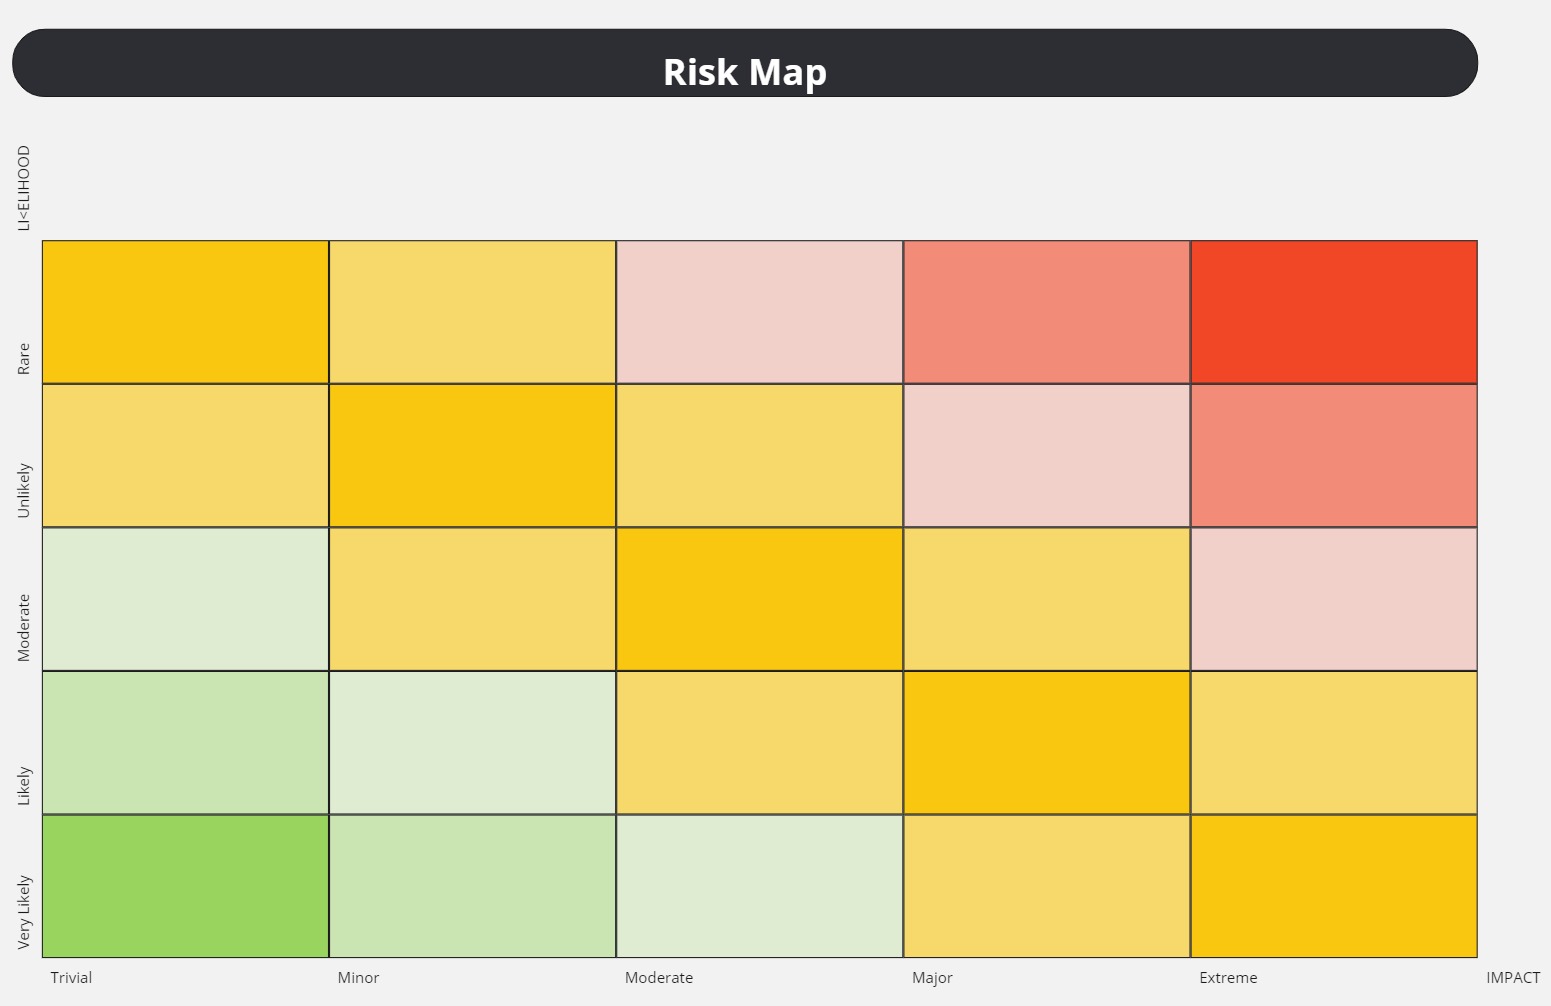 Risk Map
LI<ELIHOOD
Rare
Unlikely
Moderate
Likely
Very Likely
Trivial
Minor
Moderate
Major
Extreme
IMPACT